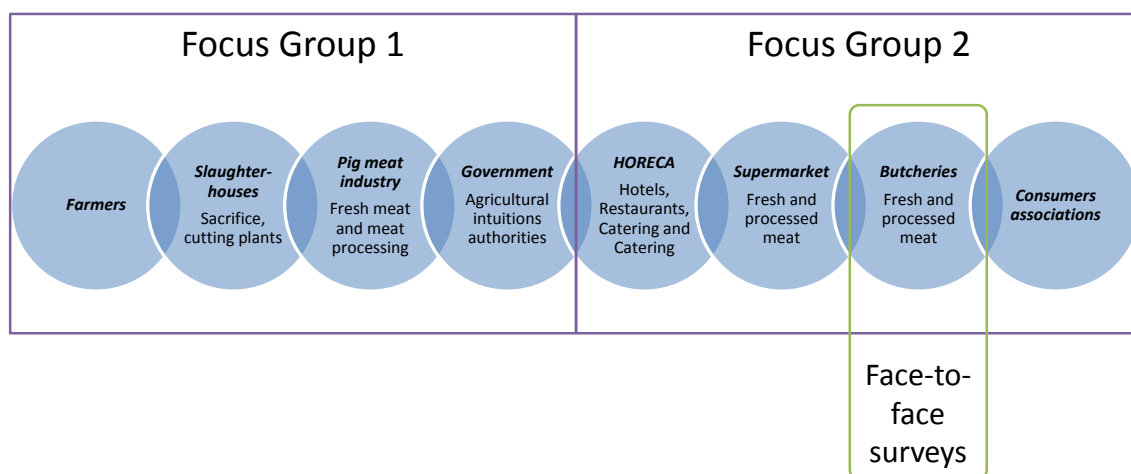 Focus Group 1
Focus Group 2
Farmers
Slaughter-
houses
Sacrifice,
cutting plants
Pig meat
industry
Fresh meat
and meat
processing
Government
Agricultural
intuitions
authorities
HORECA
Hotels,
Restaurants,
Catering and
Catering
Supermarket
Fresh and
processed
meat
Butcheries
Fresh and
processed
meat
Consumers
associations
Face-to-
face
surveys